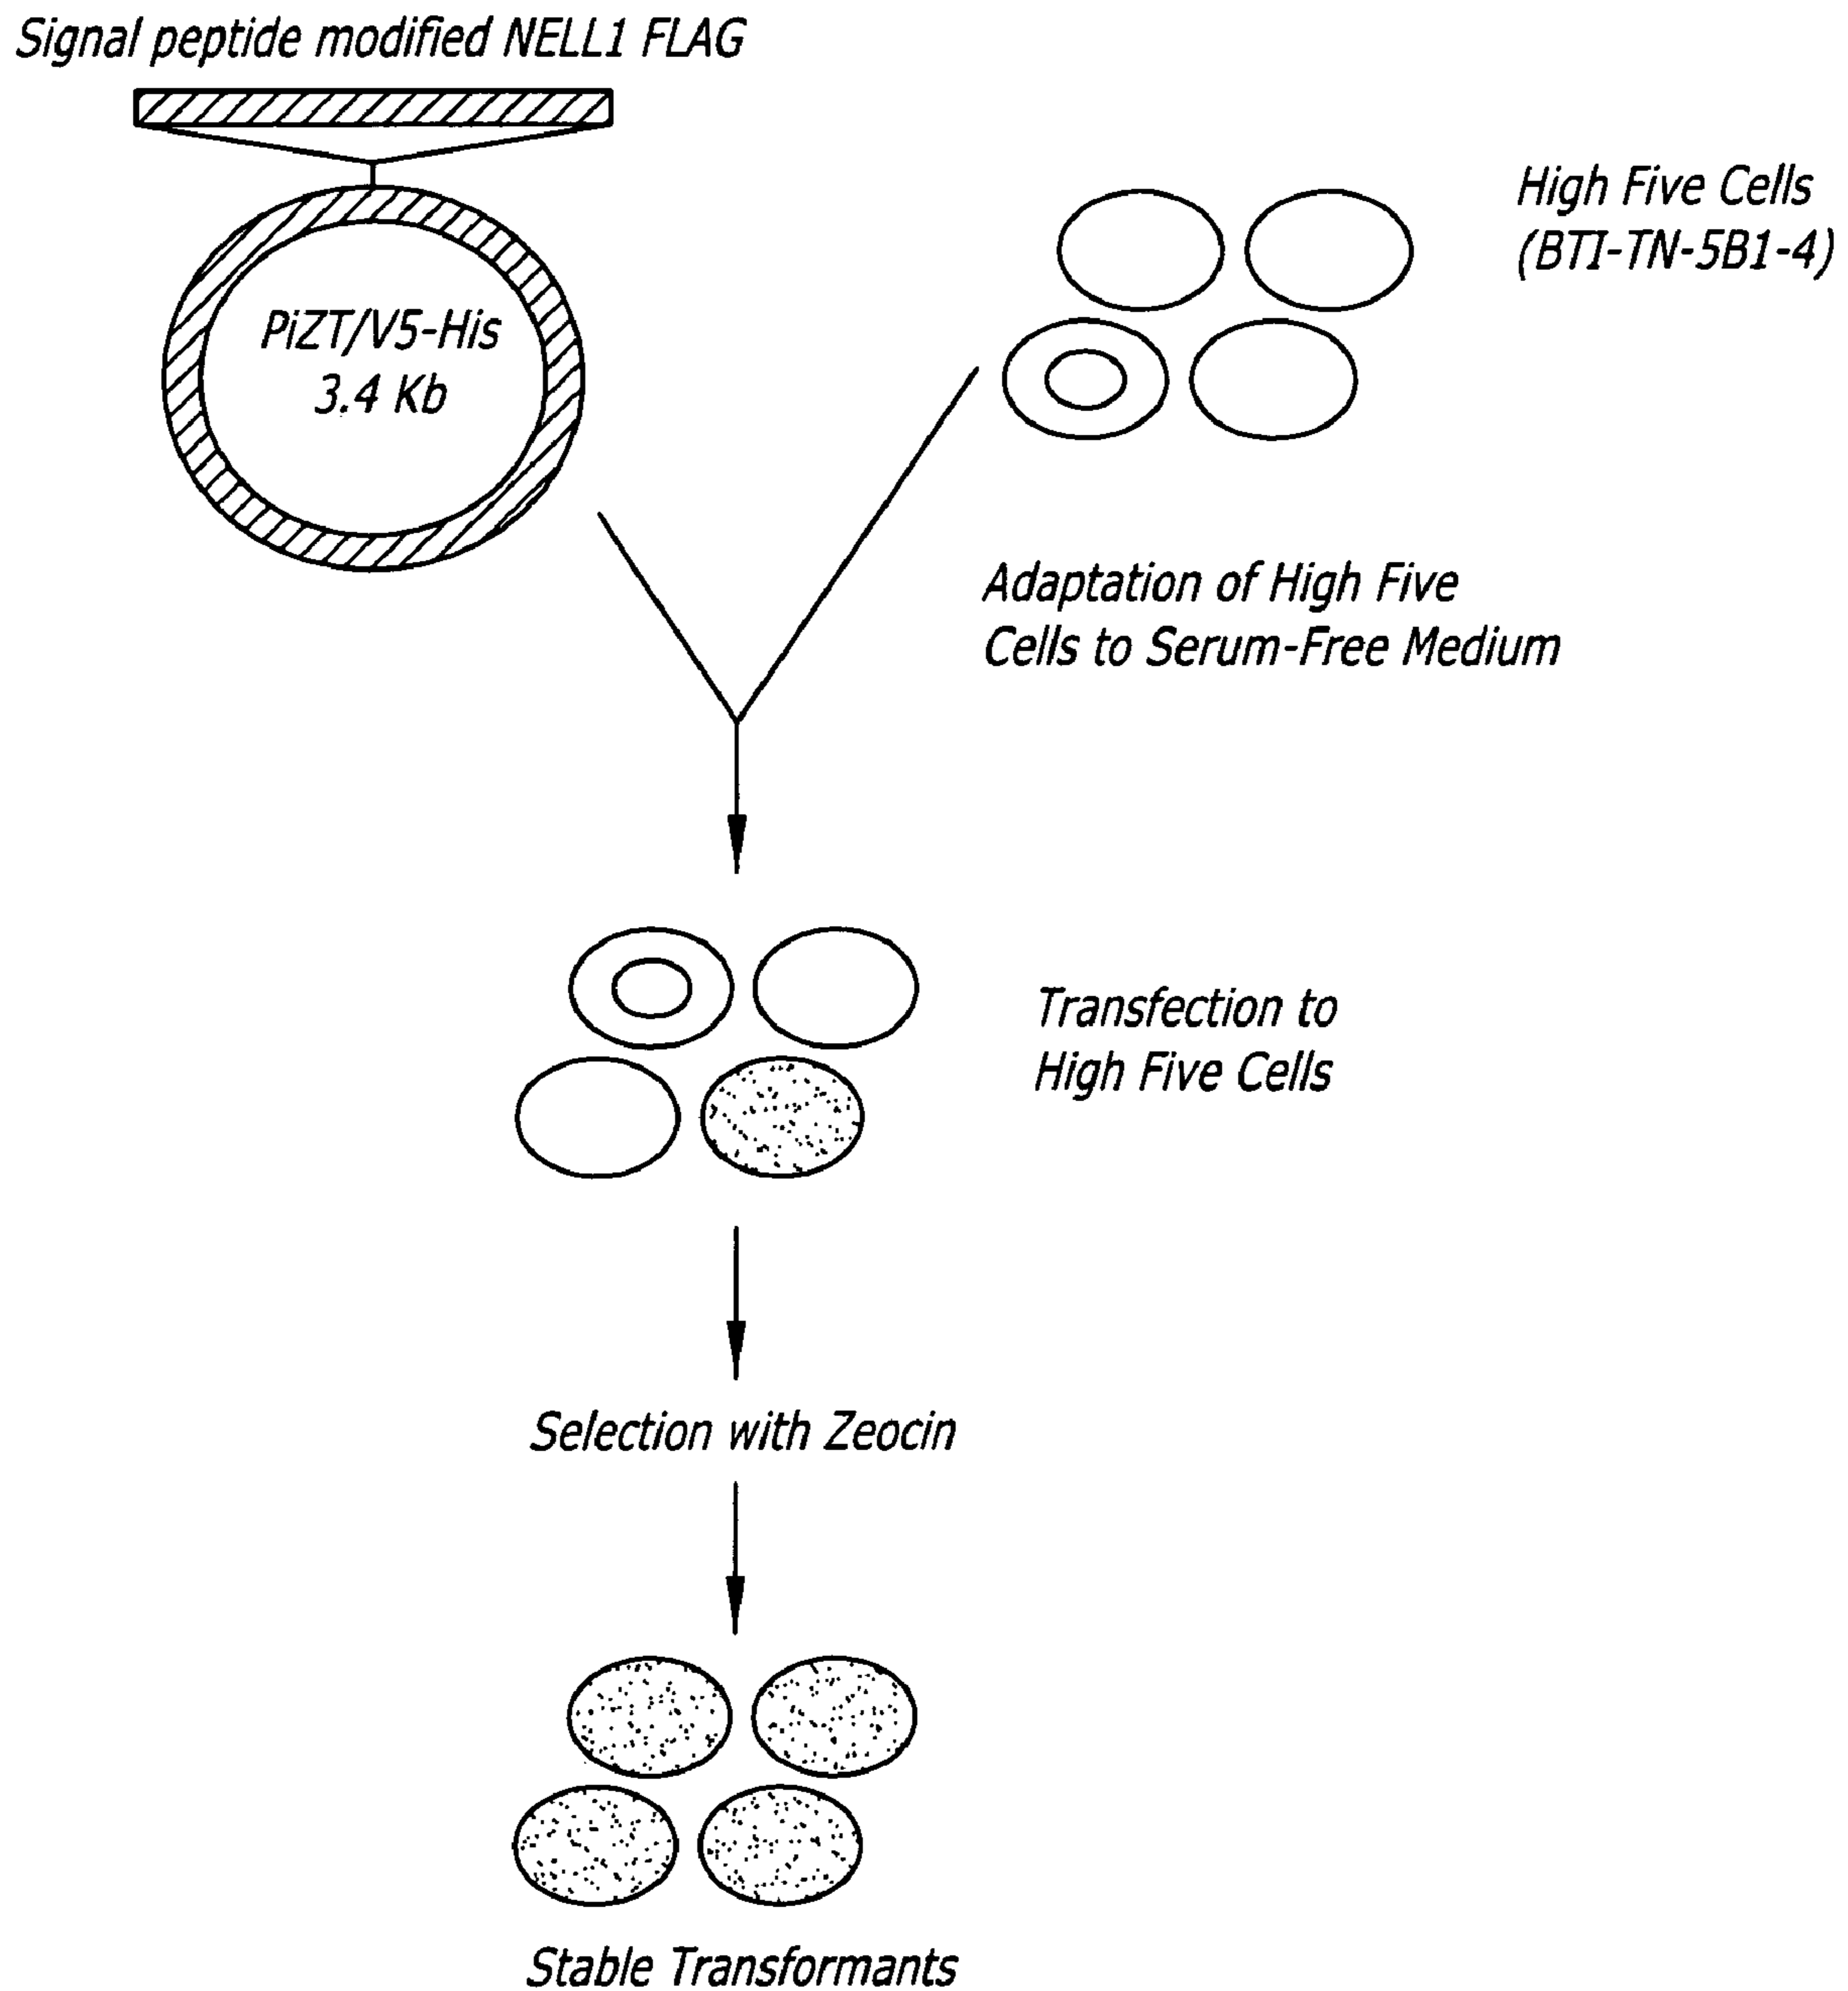 Signal peptide modified NELL1 FLAG
PiZT/V5-His
3.4 Kb
High Five Cells
(BTI-TN-5B1-4)
Adaptation of High Five
Cells to Serum-Free Medium
Transfection to
High Five Cells
Selection with Zeocin
Stable Transformants